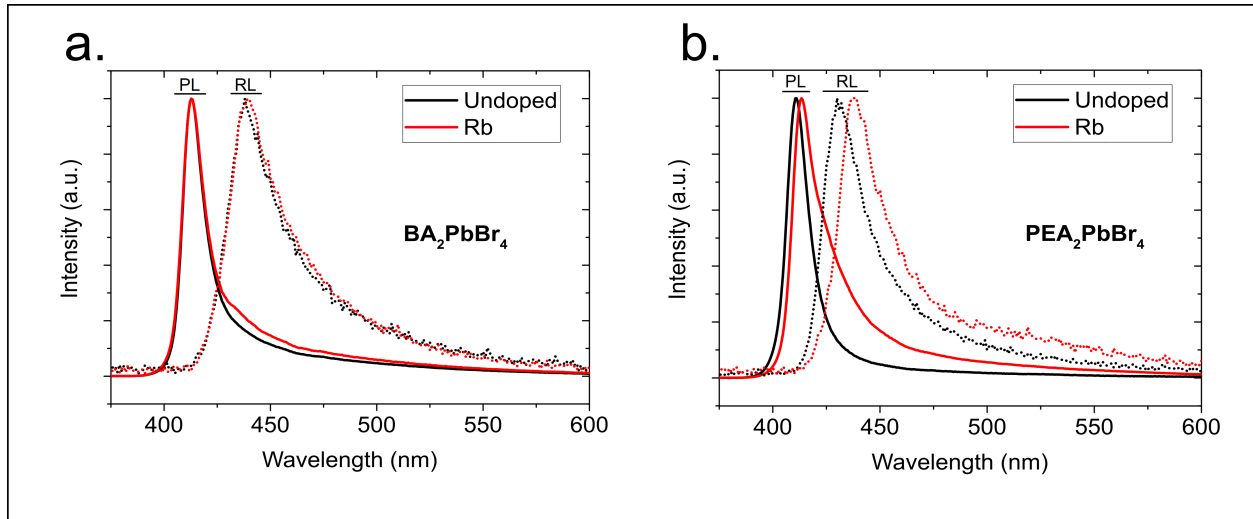 a.
PL
RL
Undoped
Rb
BA₂PbBr₄
Intensity (a.u.)
400
450
500
550
600
Wavelength (nm)
b.
PL
RL
Undoped
Rb
PEA₂PbBr₄
Intensity (a.u.)
400
450
500
550
600
Wavelength (nm)